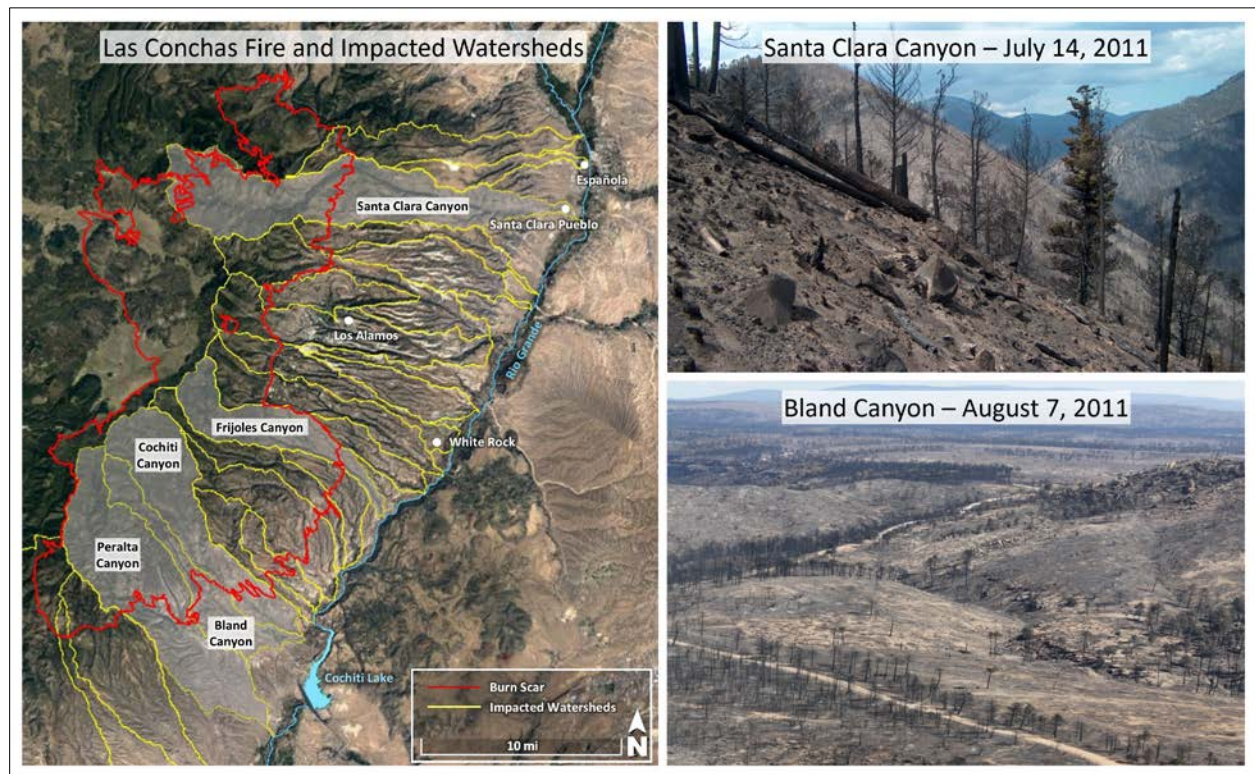 Las Conchas Fire and Impacted Watersheds
Española
Santa Clara Canyon
Santa Clara Pueblo
Los Alamos
Rio Grande
Frijoles Canyon
White Rock
Cochiti
Canyon
Peralta
Canyon
Bland
Canyon
Cochiti Lake
Burn Scar
Impacted Watersheds
10 mi
N
Santa Clara Canyon – July 14, 2011
Bland Canyon – August 7, 2011